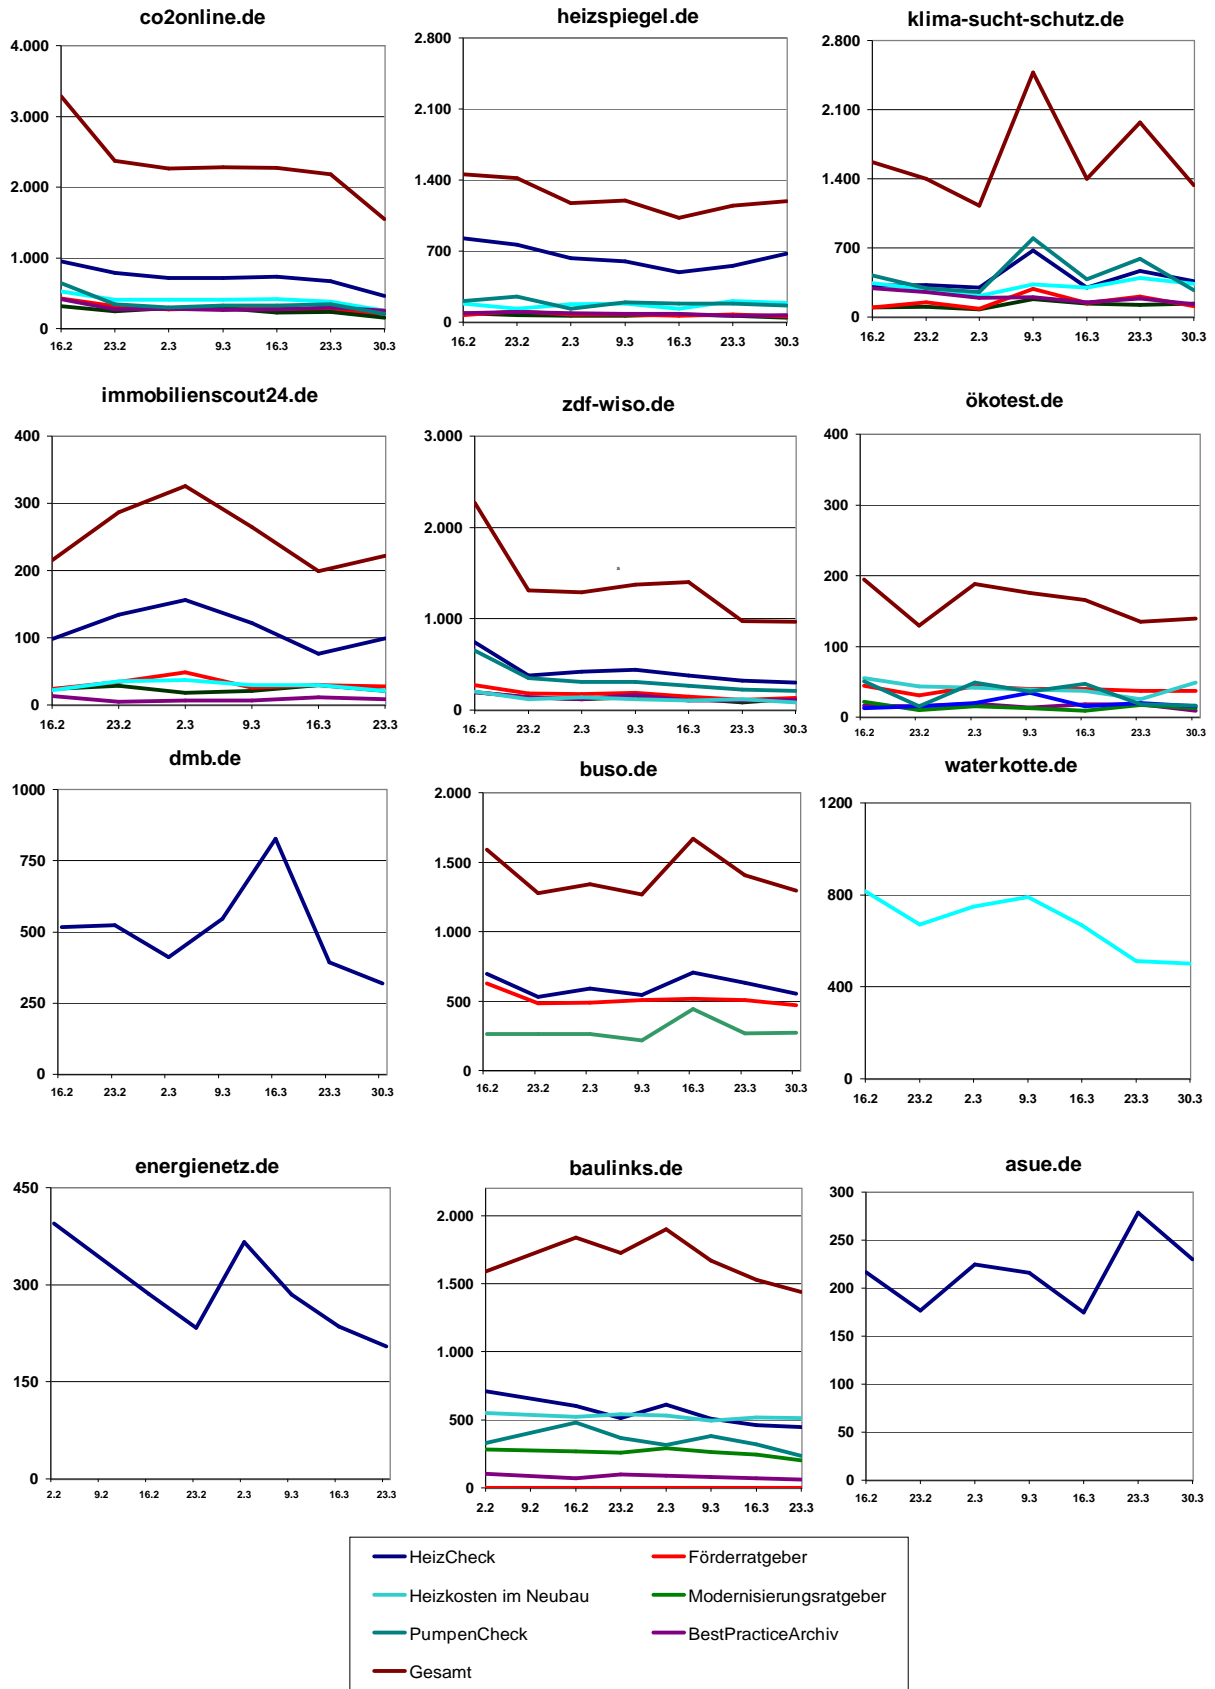 co2online.de
4.000
3.000
2.000
1.000
0
16.2 23.2 2.3 9.3 16.3 23.3 30.3
heizspiegel.de
2.800
2.100
1.400
700
0
16.2 23.2 2.3 9.3 16.3 23.3 30.3
klima-sucht-schutz.de
2.800
2.100
1.400
700
0
16.2 23.2 2.3 9.3 16.3 23.3 30.3
immobilienscout24.de
400
300
200
100
0
16.2 23.2 2.3 9.3 16.3 23.3
zdf-wiso.de
3.000
2.000
1.000
0
16.2 23.2 2.3 9.3 16.3 23.3 30.3
ökotest.de
400
300
200
100
0
16.2 23.2 2.3 9.3 16.3 23.3 30.3
dmb.de
1000
750
500
250
0
16.2 23.2 2.3 9.3 16.3 23.3 30.3
buso.de
2.000
1.500
1.000
500
0
16.2 23.2 2.3 9.3 16.3 23.3 30.3
waterkotte.de
1200
800
400
0
16.2 23.2 2.3 9.3 16.3 23.3 30.3
energienetz.de
450
300
150
0
2.2 9.2 16.2 23.2 2.3 9.3 16.3 23.3
baulinks.de
2.000
1.500
1.000
500
0
2.2 9.2 16.2 23.2 2.3 9.3 16.3 23.3
asue.de
300
250
200
150
100
50
0
16.2 23.2 2.3 9.3 16.3 23.3 30.3
HeizCheck Förderratgeber
Heizkosten im Neubau Modernisierungsratgeber
PumpenCheck BestPracticeArchiv
Gesamt